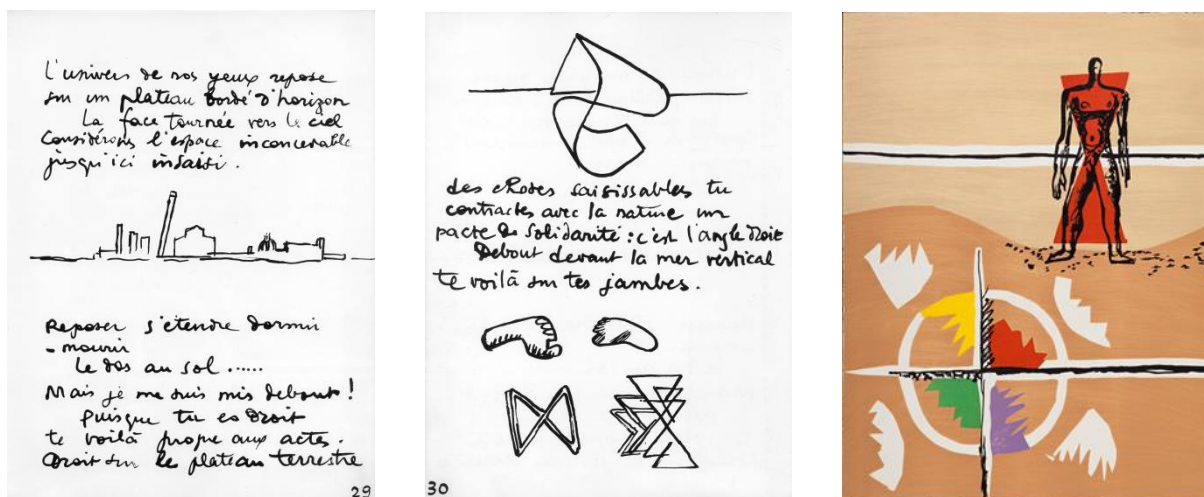 L'univers de nos yeux repose
sur un plateau bordé d'horizon
La face tournée vers le ciel
Considérons l'espace inconcevable
jusqu'ici insaisi.
Reposer s'etendre dormir
- mourir
Le dos au sol......
Mais je me suis mis debout !
Puisque tu es droit
te voilà propre aux actes.
Droit sur le plateau terrestre
29
des choses saisissables tu
contractes avec la nature un
pacte de solidarité : c'est l'angle droit
Debout devant la mer vertical
te voilà sur tes jambes.
30